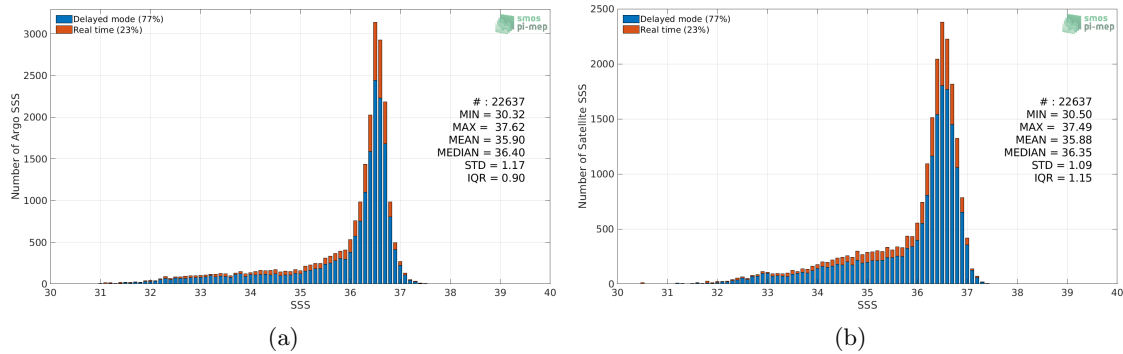 Delayed mode (77%)
Real time (23%)
smos
pi-mep
# : 22637
MIN = 30.32
MAX = 37.62
MEAN = 35.90
MEDIAN = 36.40
STD = 1.17
IQR = 0.90
Number of Argo SSS
3000
2500
2000
1500
1000
500
0
30 31 32 33 34 35 36 37 38 39 40
SSS
(a)
Delayed mode (77%)
Real time (23%)
smos
pi-mep
# : 22637
MIN = 30.50
MAX = 37.49
MEAN = 35.88
MEDIAN = 36.35
STD = 1.09
IQR = 1.15
Number of Satellite SSS
2500
2000
1500
1000
500
0
30 31 32 33 34 35 36 37 38 39 40
SSS
(b)